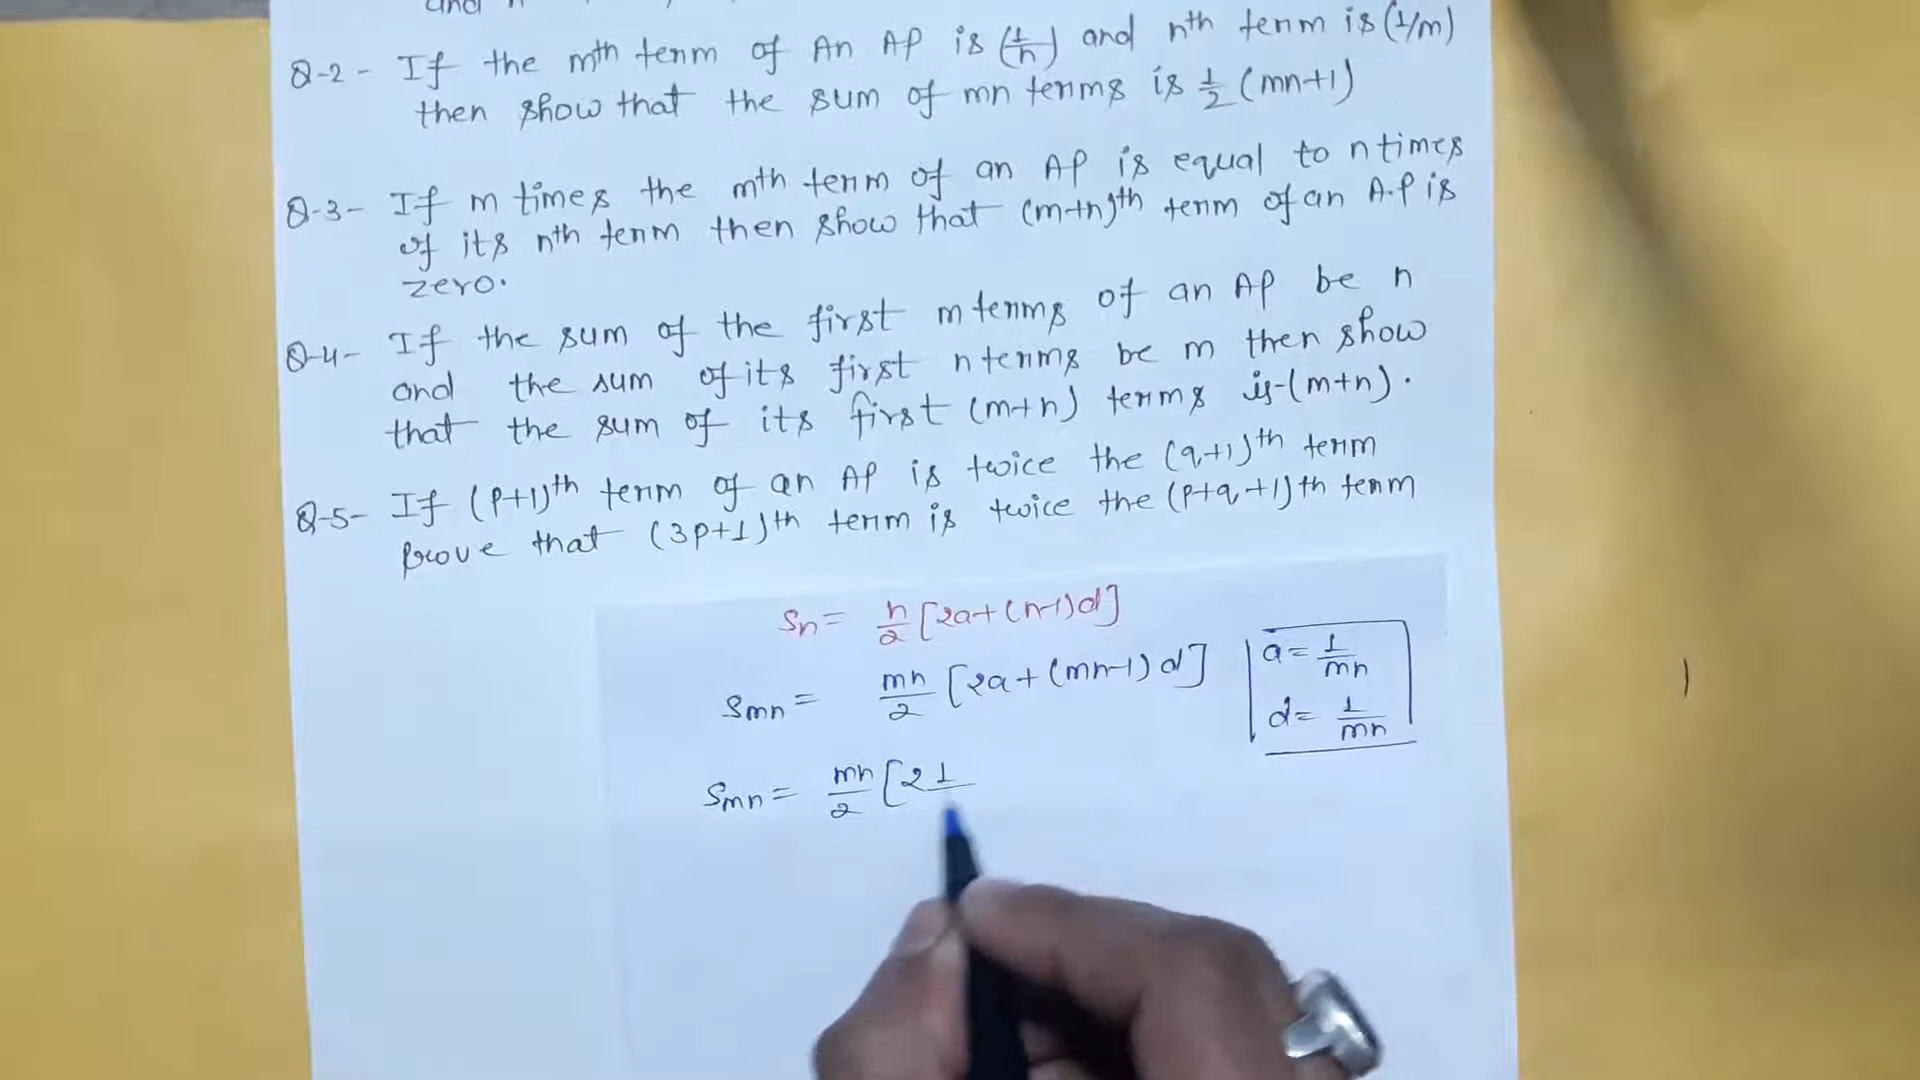 and n
Q-2- If the mth term of An AP is (1/n) and nth term is (1/m)
then show that the sum of mn terms is 1/2 (mn+1)
Q-3- If m times the mth term of an AP is equal to n times
of its nth term then show that (m+n)th term of an A.P is
zero.
Q-4- If the sum of the first m terms of an AP be n
and the sum of its first n terms be m then show
that the sum of its first (m+n) terms is -(m+n).
Q-5- If (p+1)th term of an AP is twice the (q+1)th term
prove that (3p+1)th term is twice the (p+q+1)th term
Sn = n/2 [2a+(n-1)d]
Smn = mn/2 [2a+(mn-1)d]
a = 1/mn
d = 1/mn
Smn = mn/2 [2 1